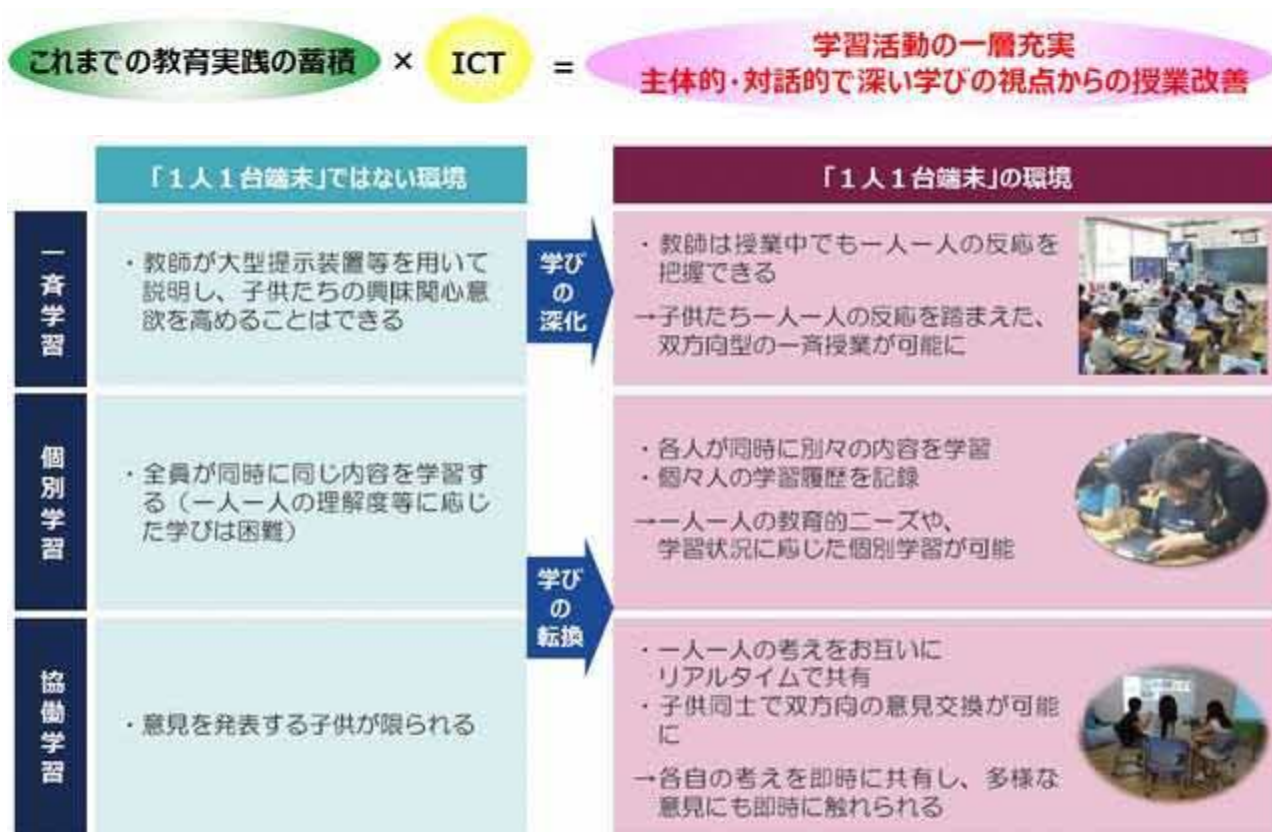 これまでの教育実践の蓄積 × ICT = 学習活動の一層充実
主体的・対話的で深い学びの視点からの授業改善
「1人1台端末」ではない環境
「1人1台端末」の環境
一斉学習
・教師が大型提示装置等を用いて
説明し、子供たちの興味関心意
欲を高めることはできる
学び
の
深化
・教師は授業中でも一人一人の反応を
把握できる
→子供たち一人一人の反応を踏まえた、
双方向型の一斉授業が可能に
個別学習
・全員が同時に同じ内容を学習す
る（一人一人の理解度等に応じ
た学びは困難）
学び
の
転換
・各人が同時に別々の内容を学習
・個々人の学習履歴を記録
→一人一人の教育的ニーズや、
学習状況に応じた個別学習が可能
協働学習
・意見を発表する子供が限られる
・一人一人の考えをお互いに
リアルタイムで共有
・子供同士で双方向の意見交換が可能
に
→各自の考えを即時に共有し、多様な
意見にも即時に触れられる